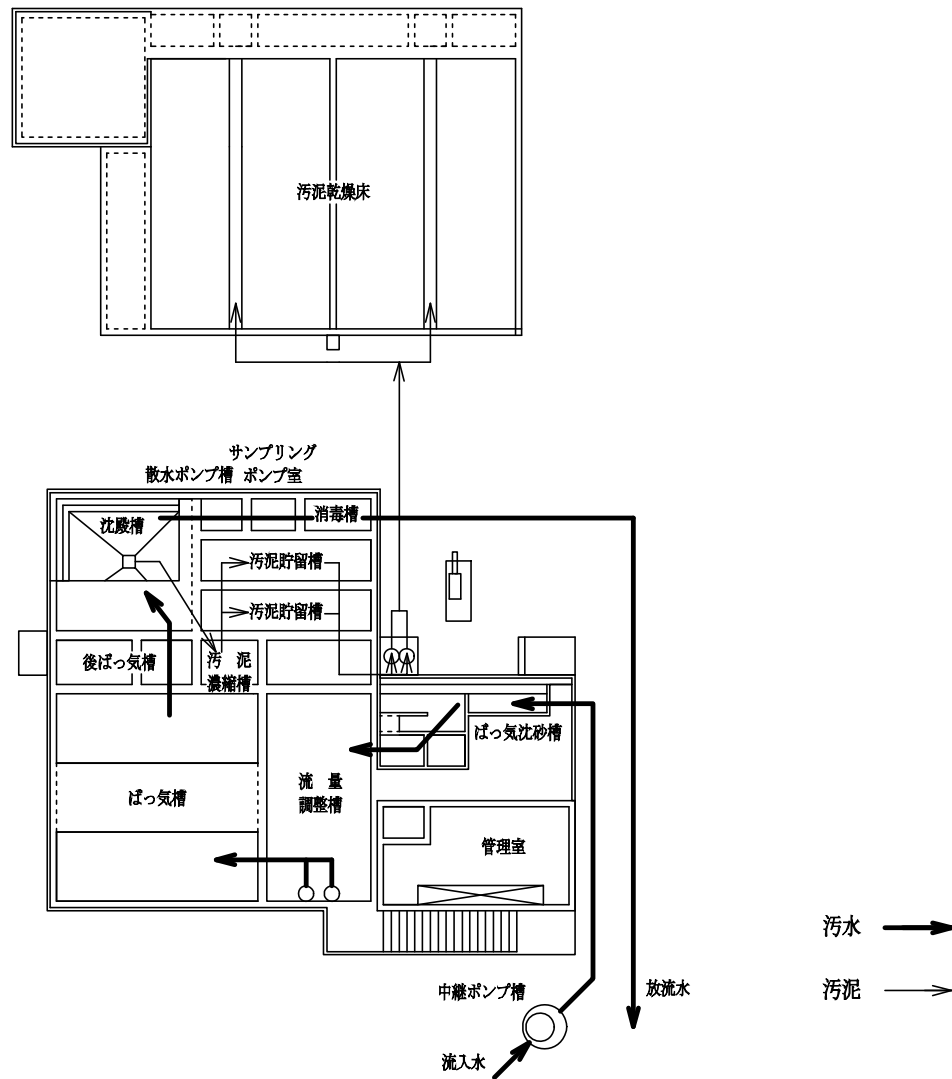 汚泥乾燥床
サンプリング
散水ポンプ槽 ポンプ室
沈殿槽
消毒槽
汚泥貯留槽
汚泥貯留槽
後ばっ気槽
汚 泥
濃縮槽
ばっ気沈砂槽
流 量
調整槽
ばっ気槽
管理室
汚水
中継ポンプ槽
放流水
汚泥
流入水